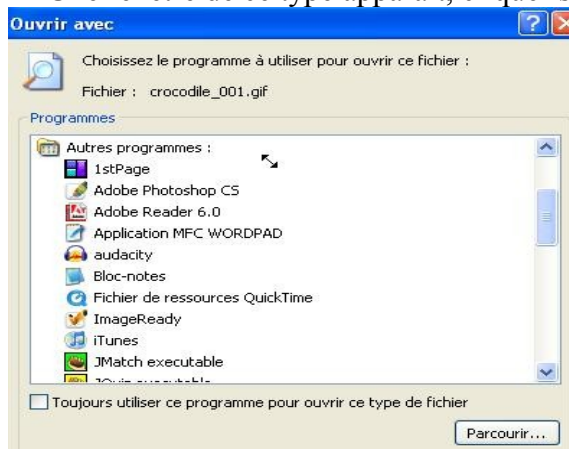 Ouvrir avec
Choisissez le programme à utiliser pour ouvrir ce fichier :
Fichier : crocodile_001.gif
Programmes
Autres programmes :
1stPage
Adobe Photoshop CS
Adobe Reader 6.0
Application MFC WORDPAD
audacity
Bloc-notes
Fichier de ressources QuickTime
ImageReady
iTunes
JMatch executable
Toujours utiliser ce programme pour ouvrir ce type de fichier
Parcourir...